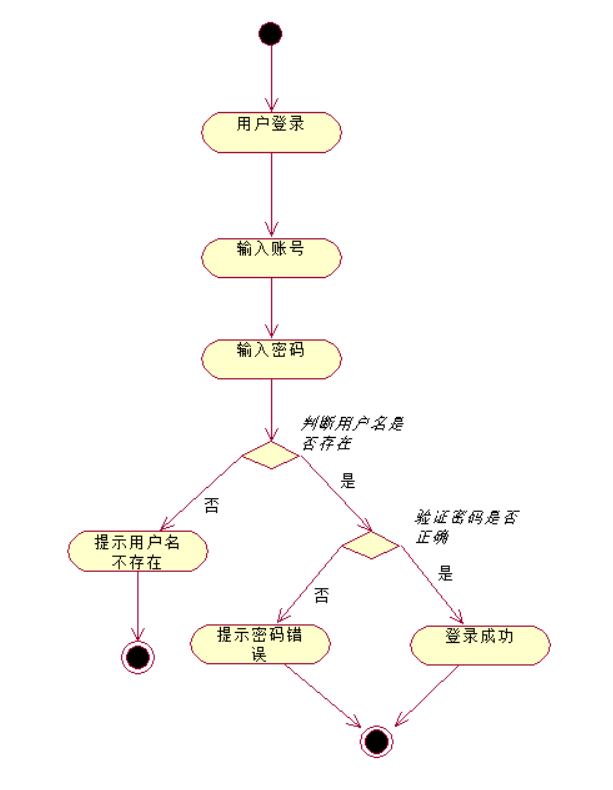 用户登录
输入账号
输入密码
判断用户名是
否存在
是
否
验证密码是否
正确
提示用户名
不存在
是
否
提示密码错
误
登录成功